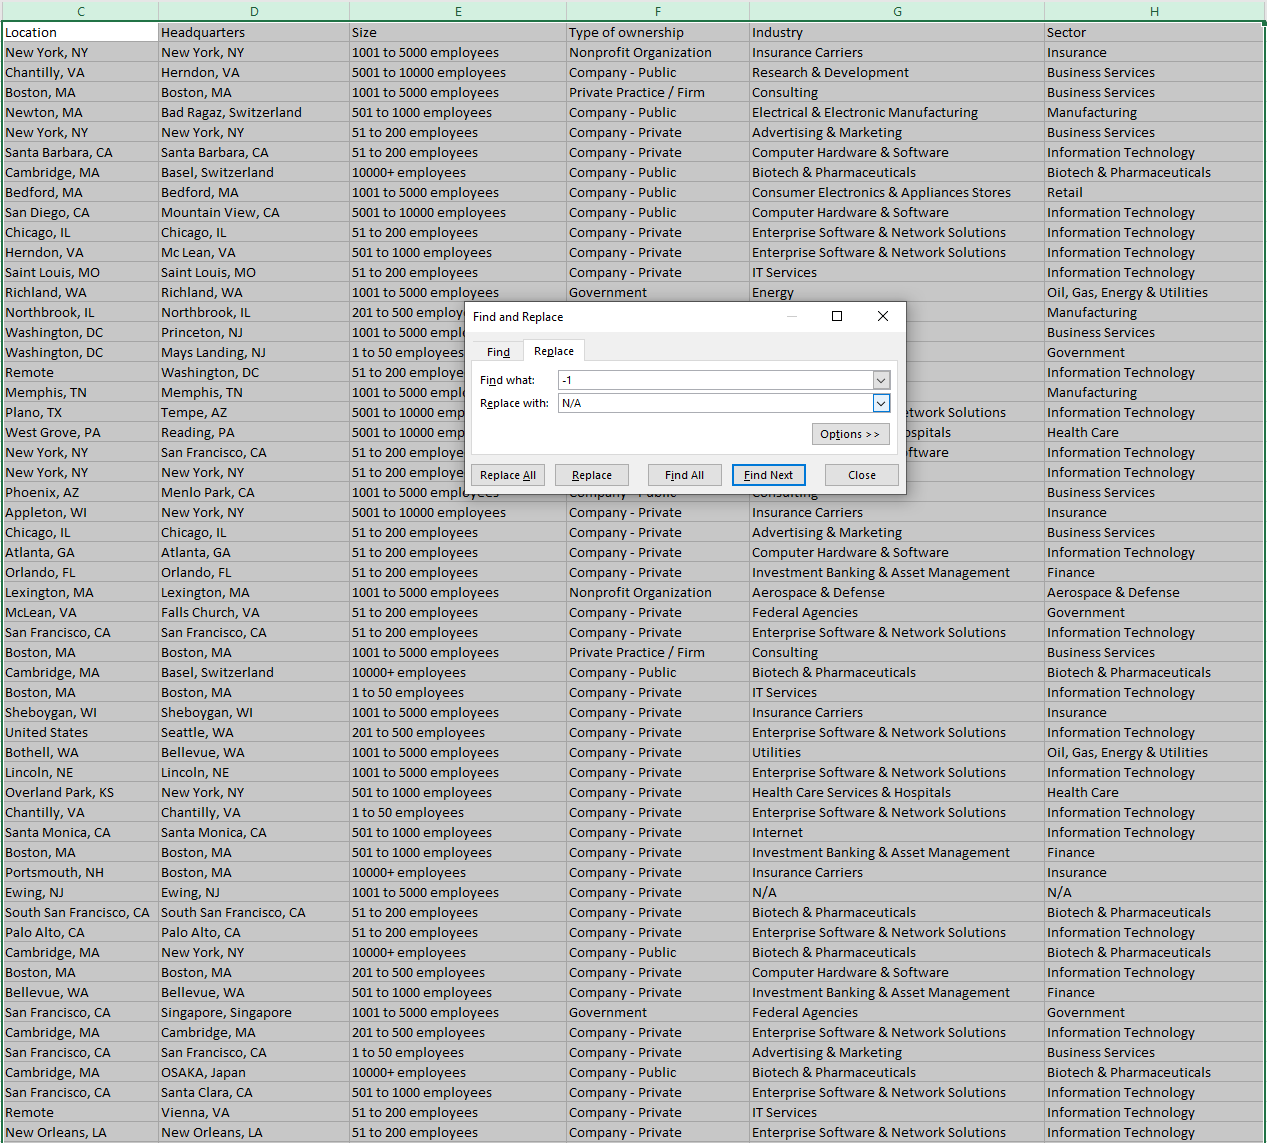 C D E F G H
Location Headquarters Size Type of ownership Industry Sector
New York, NY New York, NY 1001 to 5000 employees Nonprofit Organization Insurance Carriers Insurance
Chantilly, VA Herndon, VA 5001 to 10000 employees Company - Public Research & Development Business Services
Boston, MA Boston, MA 1001 to 5000 employees Private Practice / Firm Consulting Business Services
Newton, MA Bad Ragaz, Switzerland 501 to 1000 employees Company - Public Electrical & Electronic Manufacturing Manufacturing
New York, NY New York, NY 51 to 200 employees Company - Private Advertising & Marketing Business Services
Santa Barbara, CA Santa Barbara, CA 51 to 200 employees Company - Private Computer Hardware & Software Information Technology
Cambridge, MA Basel, Switzerland 10000+ employees Company - Public Biotech & Pharmaceuticals Biotech & Pharmaceuticals
Bedford, MA Bedford, MA 1001 to 5000 employees Company - Public Consumer Electronics & Appliances Stores Retail
San Diego, CA Mountain View, CA 5001 to 10000 employees Company - Public Computer Hardware & Software Information Technology
Chicago, IL Chicago, IL 51 to 200 employees Company - Private Enterprise Software & Network Solutions Information Technology
Herndon, VA Mc Lean, VA 501 to 1000 employees Company - Private Enterprise Software & Network Solutions Information Technology
Saint Louis, MO Saint Louis, MO 51 to 200 employees Company - Private IT Services Information Technology
Richland, WA Richland, WA 1001 to 5000 employees Government Energy Oil, Gas, Energy & Utilities
Northbrook, IL Northbrook, IL 201 to 500 employ Manufacturing
Washington, DC Princeton, NJ 1001 to 5000 empl Business Services
Washington, DC Mays Landing, NJ 1 to 50 employees Government
Remote Washington, DC 51 to 200 employe Information Technology
Memphis, TN Memphis, TN 1001 to 5000 empl Manufacturing
Plano, TX Tempe, AZ 5001 to 10000 emp etwork Solutions Information Technology
West Grove, PA Reading, PA 5001 to 10000 emp ospitals Health Care
New York, NY San Francisco, CA 51 to 200 employe ftware Information Technology
New York, NY New York, NY 51 to 200 employe Information Technology
Find and Replace
Find Replace
Find what: -1
Replace with: N/A
Options >>
Replace All Replace Find All Find Next Close
Phoenix, AZ Menlo Park, CA 1001 to 5000 employees Company - Public Consulting Business Services
Appleton, WI New York, NY 5001 to 10000 employees Company - Private Insurance Carriers Insurance
Chicago, IL Chicago, IL 51 to 200 employees Company - Private Advertising & Marketing Business Services
Atlanta, GA Atlanta, GA 51 to 200 employees Company - Private Computer Hardware & Software Information Technology
Orlando, FL Orlando, FL 51 to 200 employees Company - Private Investment Banking & Asset Management Finance
Lexington, MA Lexington, MA 1001 to 5000 employees Nonprofit Organization Aerospace & Defense Aerospace & Defense
McLean, VA Falls Church, VA 51 to 200 employees Company - Private Federal Agencies Government
San Francisco, CA San Francisco, CA 51 to 200 employees Company - Private Enterprise Software & Network Solutions Information Technology
Boston, MA Boston, MA 1001 to 5000 employees Private Practice / Firm Consulting Business Services
Cambridge, MA Basel, Switzerland 10000+ employees Company - Public Biotech & Pharmaceuticals Biotech & Pharmaceuticals
Boston, MA Boston, MA 1 to 50 employees Company - Private IT Services Information Technology
Sheboygan, WI Sheboygan, WI 1001 to 5000 employees Company - Private Insurance Carriers Insurance
United States Seattle, WA 201 to 500 employees Company - Private Enterprise Software & Network Solutions Information Technology
Bothell, WA Bellevue, WA 1001 to 5000 employees Company - Private Utilities Oil, Gas, Energy & Utilities
Lincoln, NE Lincoln, NE 1001 to 5000 employees Company - Private Enterprise Software & Network Solutions Information Technology
Overland Park, KS New York, NY 501 to 1000 employees Company - Private Health Care Services & Hospitals Health Care
Chantilly, VA Chantilly, VA 1 to 50 employees Company - Private Enterprise Software & Network Solutions Information Technology
Santa Monica, CA Santa Monica, CA 501 to 1000 employees Company - Private Internet Information Technology
Boston, MA Boston, MA 501 to 1000 employees Company - Private Investment Banking & Asset Management Finance
Portsmouth, NH Boston, MA 10000+ employees Company - Private Insurance Carriers Insurance
Ewing, NJ Ewing, NJ 1001 to 5000 employees Company - Private N/A N/A
South San Francisco, CA South San Francisco, CA 51 to 200 employees Company - Private Biotech & Pharmaceuticals Biotech & Pharmaceuticals
Palo Alto, CA Palo Alto, CA 51 to 200 employees Company - Private Enterprise Software & Network Solutions Information Technology
Cambridge, MA New York, NY 10000+ employees Company - Public Biotech & Pharmaceuticals Biotech & Pharmaceuticals
Boston, MA Boston, MA 201 to 500 employees Company - Private Computer Hardware & Software Information Technology
Bellevue, WA Bellevue, WA 501 to 1000 employees Company - Private Investment Banking & Asset Management Finance
San Francisco, CA Singapore, Singapore 1001 to 5000 employees Government Federal Agencies Government
Cambridge, MA Cambridge, MA 201 to 500 employees Company - Private Enterprise Software & Network Solutions Information Technology
San Francisco, CA San Francisco, CA 1 to 50 employees Company - Private Advertising & Marketing Business Services
Cambridge, MA OSAKA, Japan 10000+ employees Company - Public Biotech & Pharmaceuticals Biotech & Pharmaceuticals
San Francisco, CA Santa Clara, CA 501 to 1000 employees Company - Private Enterprise Software & Network Solutions Information Technology
Remote Vienna, VA 51 to 200 employees Company - Private IT Services Information Technology
New Orleans, LA New Orleans, LA 51 to 200 employees Company - Private Enterprise Software & Network Solutions Information Technology